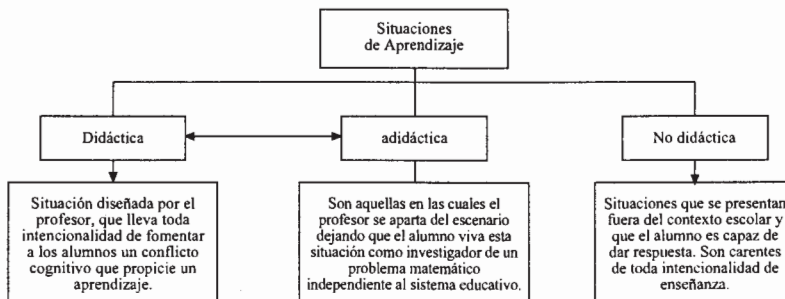 Situaciones
de Aprendizaje
Didáctica
adidáctica
No didáctica
Situación diseñada por el
profesor, que lleva toda
intencionalidad de fomentar
a los alumnos un conflicto
cognitivo que propicie un
aprendizaje.
Son aquellas en las cuales el
profesor se aparta del escenario
dejando que el alumno viva esta
situación como investigador de un
problema matemático
independiente al sistema educativo.
Situaciones que se presentan
fuera del contexto escolar y
que el alumno es capaz de
dar respuesta. Son carentes
de toda intencionalidad de
enseñanza.